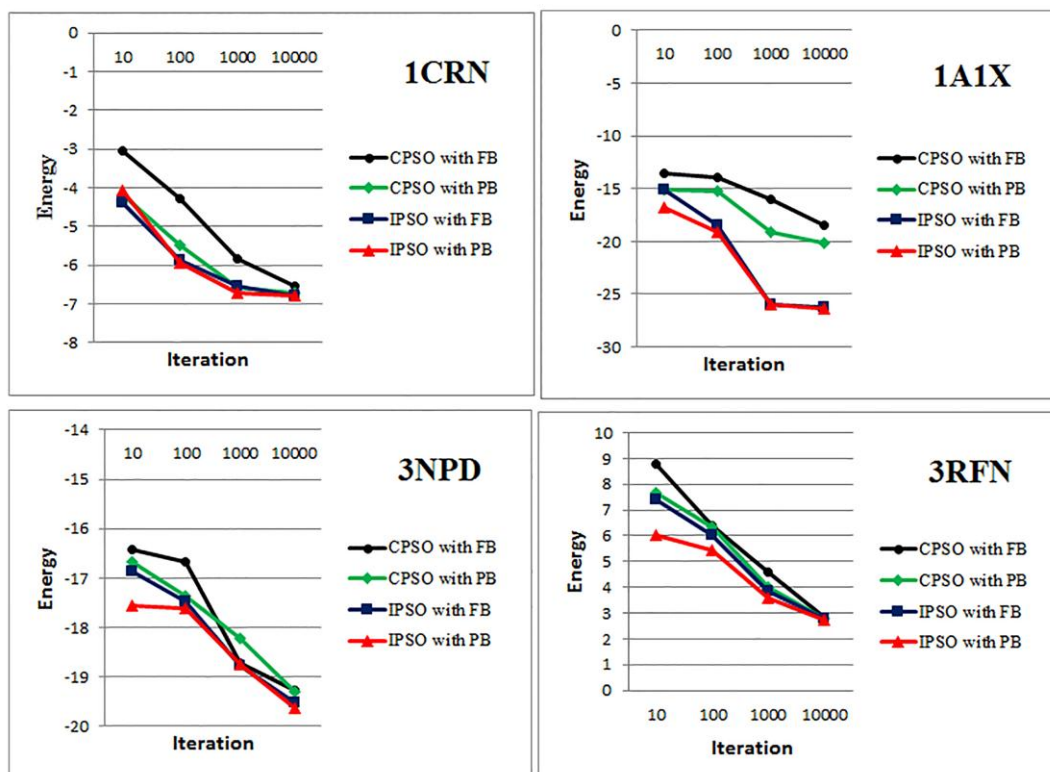 1CRN
0
-1
-2
-3
-4
-5
-6
-7
-8
10 100 1000 10000
Energy
Iteration
CPSO with FB
CPSO with PB
IPSO with FB
IPSO with PB
1A1X
0
-5
-10
-15
-20
-25
-30
10 100 1000 10000
Energy
Iteration
CPSO with FB
CPSO with PB
IPSO with FB
IPSO with PB
3NPD
-14
-15
-16
-17
-18
-19
-20
10 100 1000 10000
Energy
Iteration
CPSO with FB
CPSO with PB
IPSO with FB
IPSO with PB
3RFN
10
9
8
7
6
5
4
3
2
1
0
10 100 1000 10000
Energy
Iteration
CPSO with FB
CPSO with PB
IPSO with FB
IPSO with PB